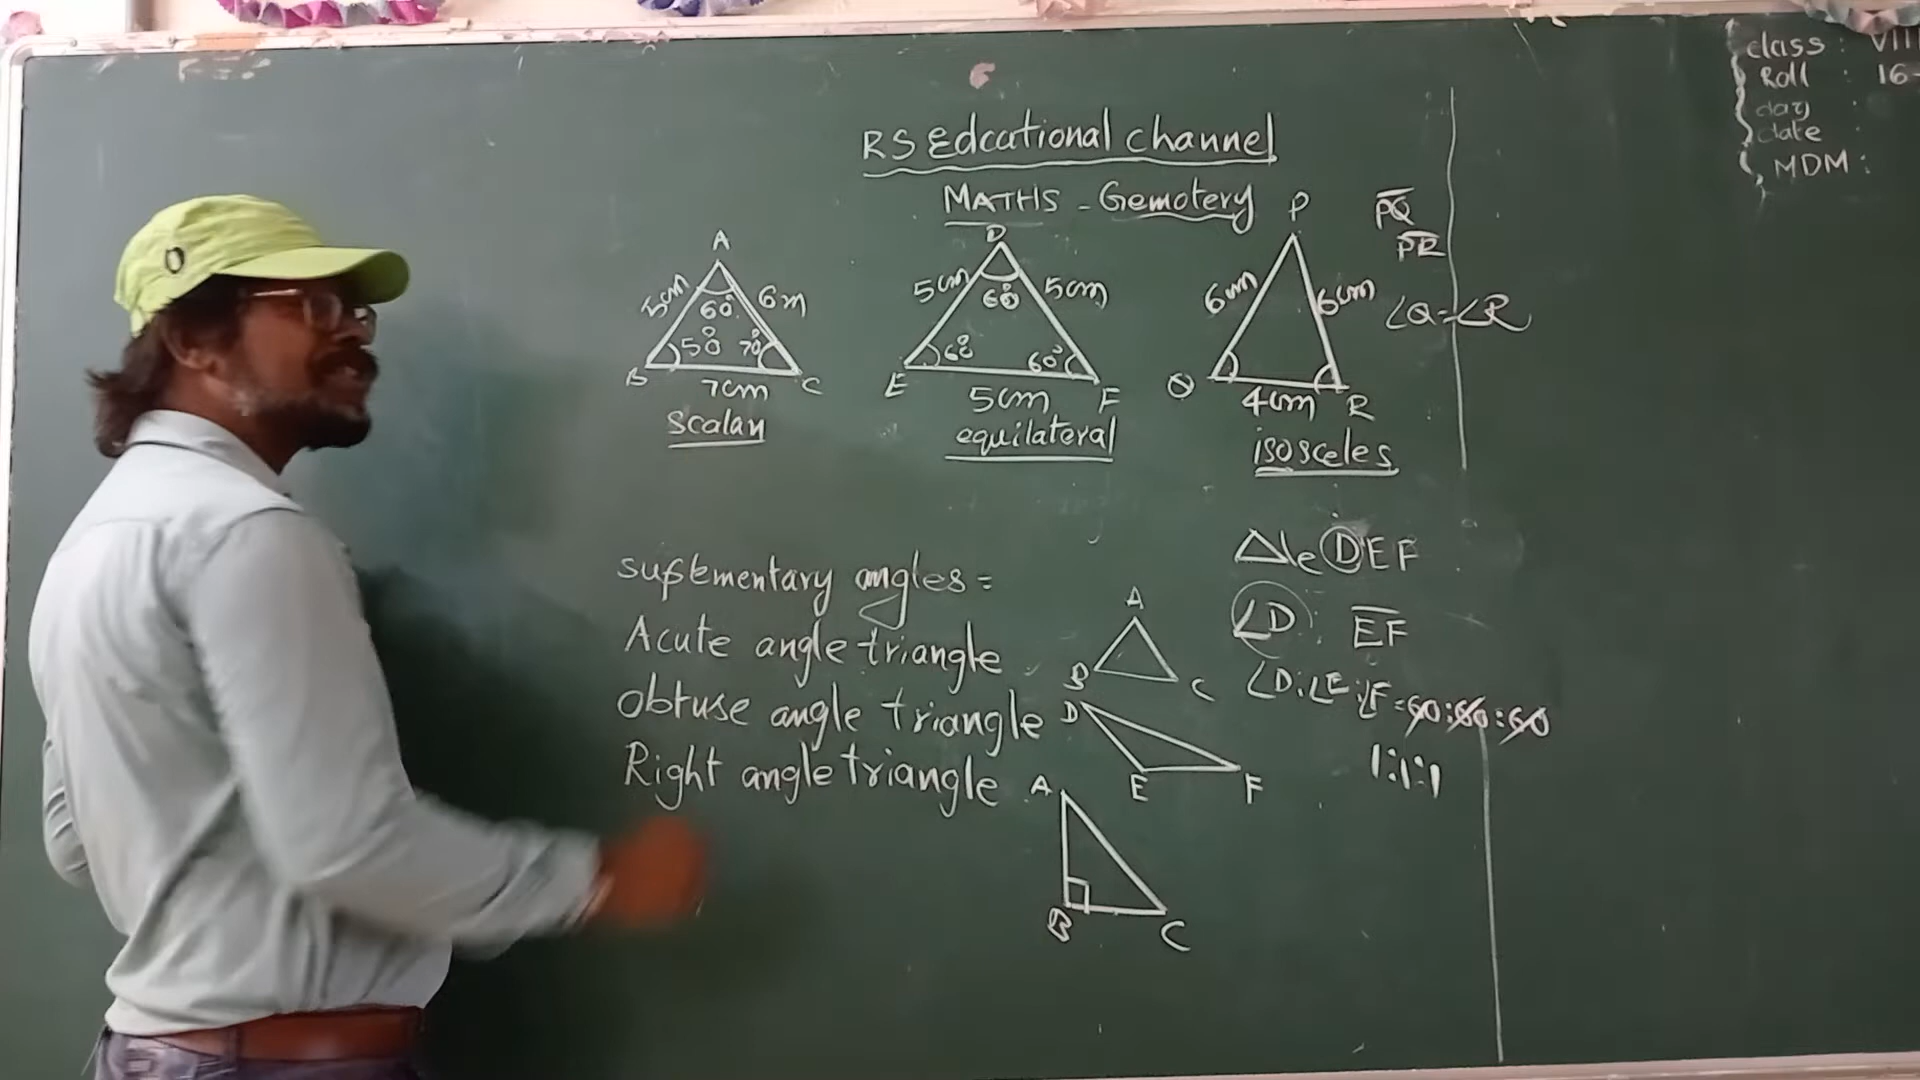 RS Edcational channel
MATHS - Gemotery
A
5cm
6m
60°
50°
70°
B
7cm
C
scalan
D
5cm
5cm
60°
60°
60°
E
5cm
F
equilateral
P
6cm
6cm
Q
4cm
R
isosceles
PQ
PR
∠Q=∠R
class : VIII
Roll : 16-
day :
date :
MDM :
suplementary angles =
Acute angle triangle
A
B
C
Obtuse angle triangle
D
E
F
Right angle triangle
A
B
C
△le DEF
∠D : EF
∠D:∠E:∠F=60:60:60
1:1:1